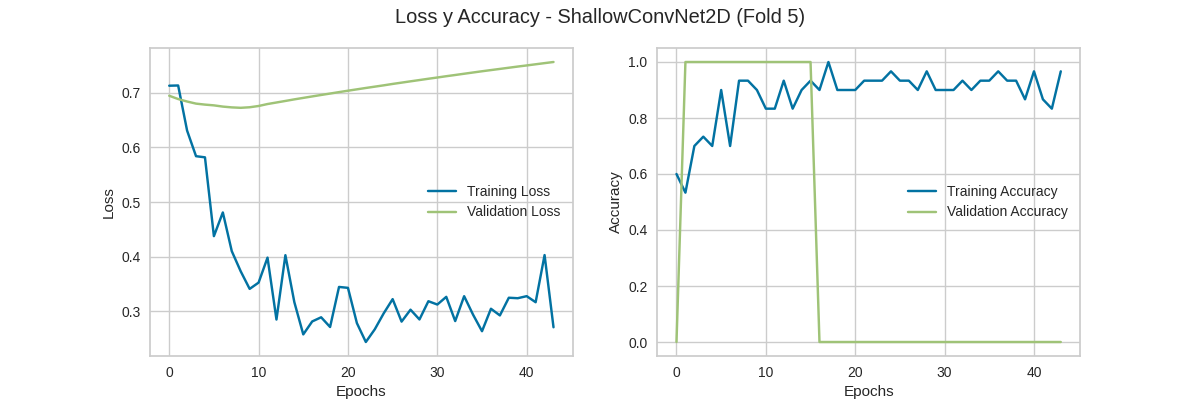 Loss y Accuracy - ShallowConvNet2D (Fold 5)
0.7
0.6
0.5
0.4
0.3
Loss
Training Loss
Validation Loss
0 10 20 30 40
Epochs
1.0
0.8
0.6
0.4
0.2
0.0
Accuracy
Training Accuracy
Validation Accuracy
0 10 20 30 40
Epochs